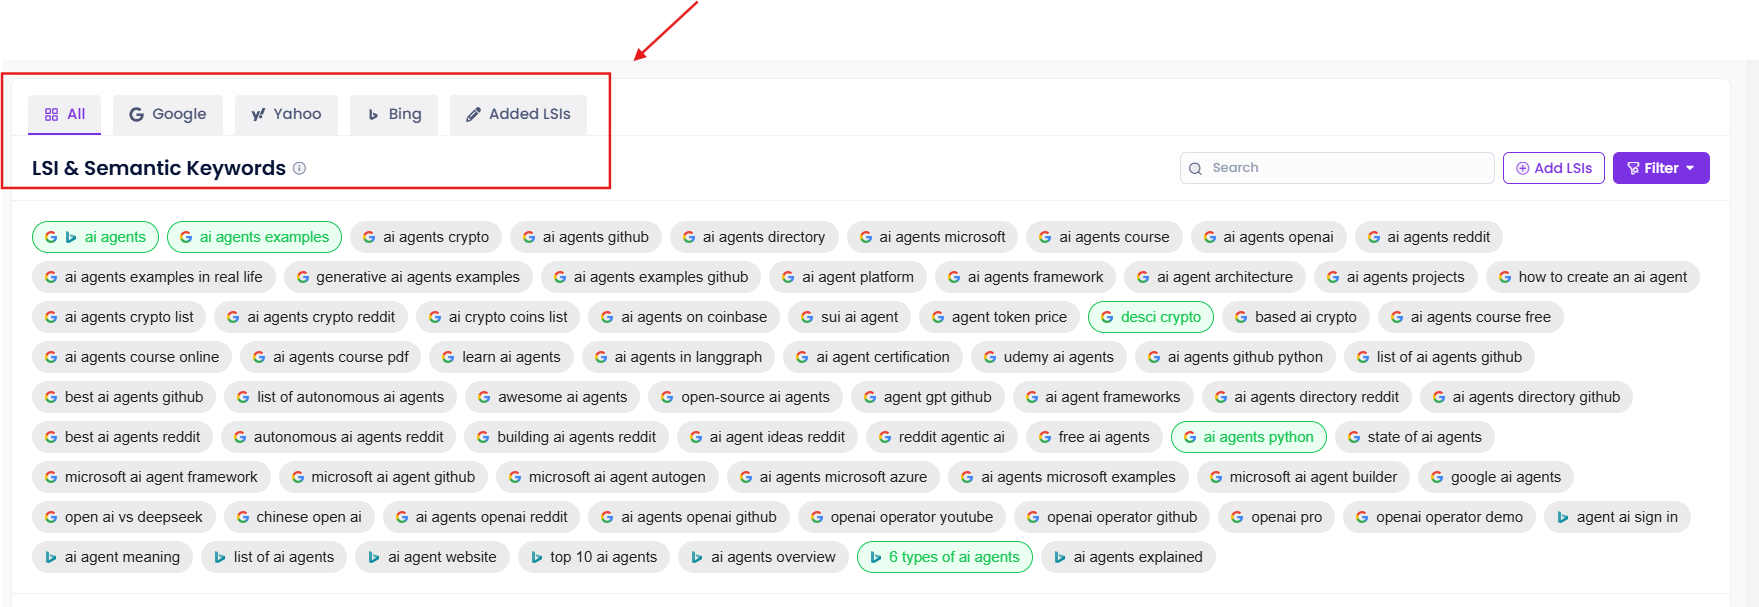 All Google Yahoo Bing Added LSIs
LSI & Semantic Keywords Search Add LSIs Filter
ai agents ai agents examples ai agents crypto ai agents github ai agents directory ai agents microsoft ai agents course ai agents openai ai agents reddit
ai agents examples in real life generative ai agents examples ai agents examples github ai agent platform ai agents framework ai agent architecture ai agents projects how to create an ai agent
ai agents crypto list ai agents crypto reddit ai crypto coins list ai agents on coinbase sui ai agent agent token price desci crypto based ai crypto ai agents course free
ai agents course online ai agents course pdf learn ai agents ai agents in langgraph ai agent certification udemy ai agents ai agents github python list of ai agents github
best ai agents github list of autonomous ai agents awesome ai agents open-source ai agents agent gpt github ai agent frameworks ai agents directory reddit ai agents directory github
best ai agents reddit autonomous ai agents reddit building ai agents reddit ai agent ideas reddit reddit agentic ai free ai agents ai agents python state of ai agents
microsoft ai agent framework microsoft ai agent github microsoft ai agent autogen ai agents microsoft azure ai agents microsoft examples microsoft ai agent builder google ai agents
open ai vs deepseek chinese open ai ai agents openai reddit ai agents openai github openai operator youtube openai operator github openai pro openai operator demo agent ai sign in
ai agent meaning list of ai agents ai agent website top 10 ai agents ai agents overview 6 types of ai agents ai agents explained